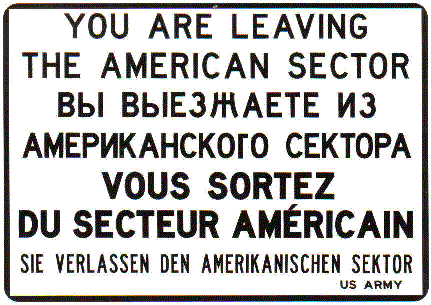 YOU ARE LEAVING
THE AMERICAN SECTOR
ВЫ ВЫЕЗЖАЕТЕ ИЗ
АМЕРИКАНСКОГО СЕКТОРА
VOUS SORTEZ
DU SECTEUR AMÉRICAIN
SIE VERLASSEN DEN AMERIKANISCHEN SEKTOR
US ARMY